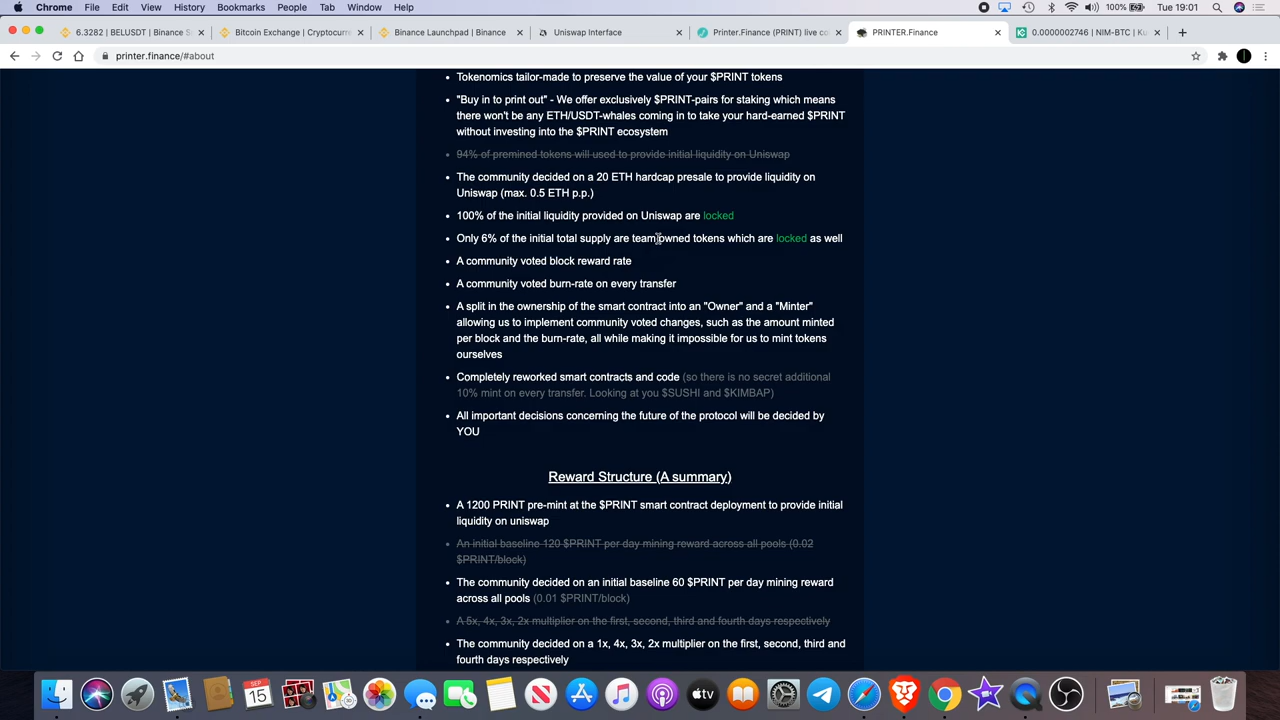 Chrome File Edit View History Bookmarks People Tab Window Help 100% Tue 19:01
6.3282 | BELUSDT | Binance S Bitcoin Exchange | Cryptocurre Binance Launchpad | Binance Uniswap Interface Printer.Finance (PRINT) live co PRINTER.Finance 0.0000002746 | NIM-BTC | Ku
printer.finance/#about
Tokenomics tailor-made to preserve the value of your $PRINT tokens
"Buy in to print out" - We offer exclusively $PRINT-pairs for staking which means
there won't be any ETH/USDT-whales coming in to take your hard-earned $PRINT
without investing into the $PRINT ecosystem
94% of premined tokens will used to provide initial liquidity on Uniswap
The community decided on a 20 ETH hardcap presale to provide liquidity on
Uniswap (max. 0.5 ETH p.p.)
100% of the initial liquidity provided on Uniswap are locked
Only 6% of the initial total supply are team owned tokens which are locked as well
A community voted block reward rate
A community voted burn-rate on every transfer
A split in the ownership of the smart contract into an "Owner" and a "Minter"
allowing us to implement community voted changes, such as the amount minted
per block and the burn-rate, all while making it impossible for us to mint tokens
ourselves
Completely reworked smart contracts and code (so there is no secret additional
10% mint on every transfer. Looking at you $SUSHI and $KIMBAP)
All important decisions concerning the future of the protocol will be decided by
YOU
Reward Structure (A summary)
A 1200 PRINT pre-mint at the $PRINT smart contract deployment to provide initial
liquidity on uniswap
An initial baseline 120 $PRINT per day mining reward across all pools (0.02
$PRINT/block)
The community decided on an initial baseline 60 $PRINT per day mining reward
across all pools (0.01 $PRINT/block)
A 5x, 4x, 3x, 2x multiplier on the first, second, third and fourth days respectively
The community decided on a 1x, 4x, 3x, 2x multiplier on the first, second, third and
fourth days respectively
SEP
15
tv